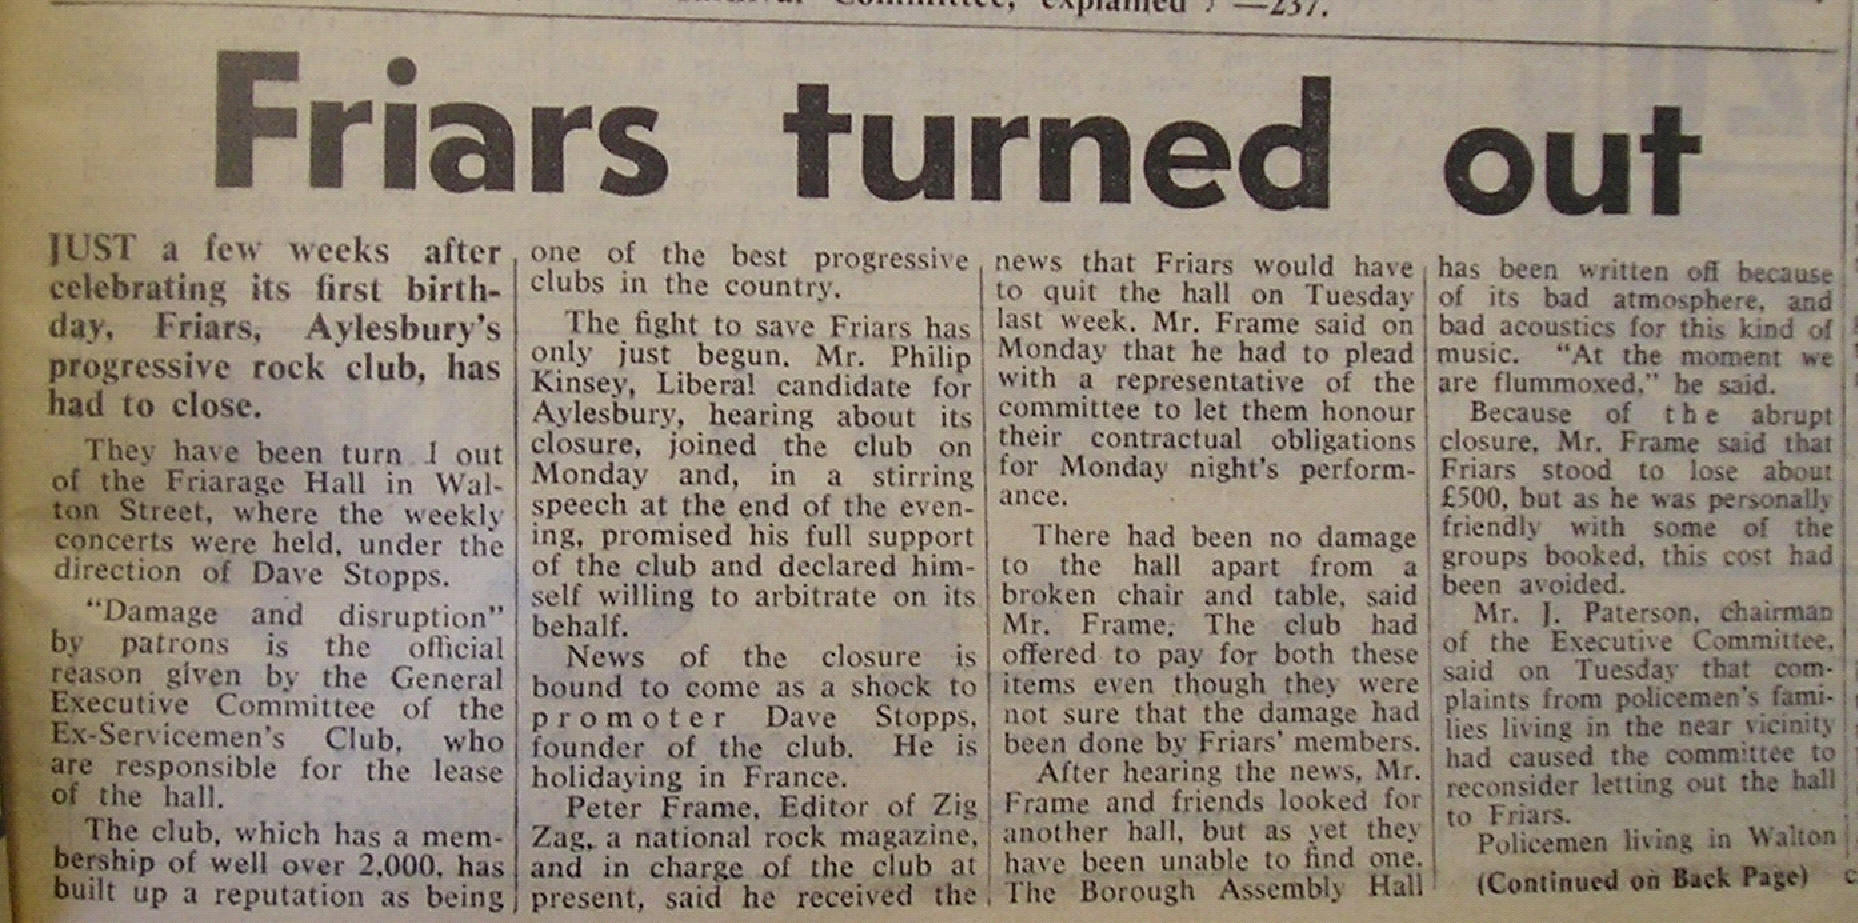 Committee, explained —237.
Friars turned out
JUST a few weeks after
celebrating its first birth-
day, Friars, Aylesbury's
progressive rock club, has
had to close.
They have been turn out
of the Friarage Hall in Wal-
ton Street, where the weekly
concerts were held, under the
direction of Dave Stopps.
"Damage and disruption"
by patrons is the official
reason given by the General
Executive Committee of the
Ex-Servicemen's Club, who
are responsible for the lease
of the hall.
The club, which has a mem-
bership of well over 2,000, has
built up a reputation as being
one of the best progressive
clubs in the country.
The fight to save Friars has
only just begun. Mr. Philip
Kinsey, Liberal candidate for
Aylesbury, hearing about its
closure, joined the club on
Monday and, in a stirring
speech at the end of the even-
ing, promised his full support
of the club and declared him-
self willing to arbitrate on its
behalf.
News of the closure is
bound to come as a shock to
promoter Dave Stopps,
founder of the club. He is
holidaying in France.
Peter Frame, Editor of Zig
Zag, a national rock magazine,
and in charge of the club at
present, said he received the
news that Friars would have
to quit the hall on Tuesday
last week. Mr. Frame said on
Monday that he had to plead
with a representative of the
committee to let them honour
their contractual obligations
for Monday night's perform-
ance.
There had been no damage
to the hall apart from a
broken chair and table, said
Mr. Frame. The club had
offered to pay for both these
items even though they were
not sure that the damage had
been done by Friars' members.
After hearing the news, Mr.
Frame and friends looked for
another hall, but as yet they
have been unable to find one.
The Borough Assembly Hall
has been written off because
of its bad atmosphere, and
bad acoustics for this kind of
music. "At the moment we
are flummoxed," he said.
Because of the abrupt
closure, Mr. Frame said that
Friars stood to lose about
£500, but as he was personally
friendly with some of the
groups booked, this cost had
been avoided.
Mr. J. Paterson, chairman
of the Executive Committee,
said on Tuesday that com-
plaints from policemen's fami-
lies living in the near vicinity
had caused the committee to
reconsider letting out the hall
to Friars.
Policemen living in Walton
(Continued on Back Page)